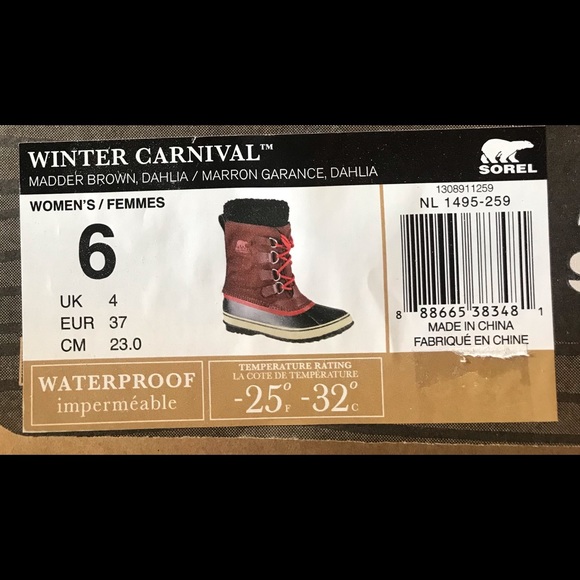 WINTER CARNIVAL™
MADDER BROWN, DAHLIA / MARRON GARANCE, DAHLIA
SOREL
WOMEN'S / FEMMES
6
UK 4
EUR 37
CM 23.0
1308911259
NL 1495-259
8 88665 38348 1
MADE IN CHINA
FABRIQUÉ EN CHINE
WATERPROOF
imperméable
TEMPERATURE RATING
LA COTE DE TEMPÉRATURE
-25°F -32°C